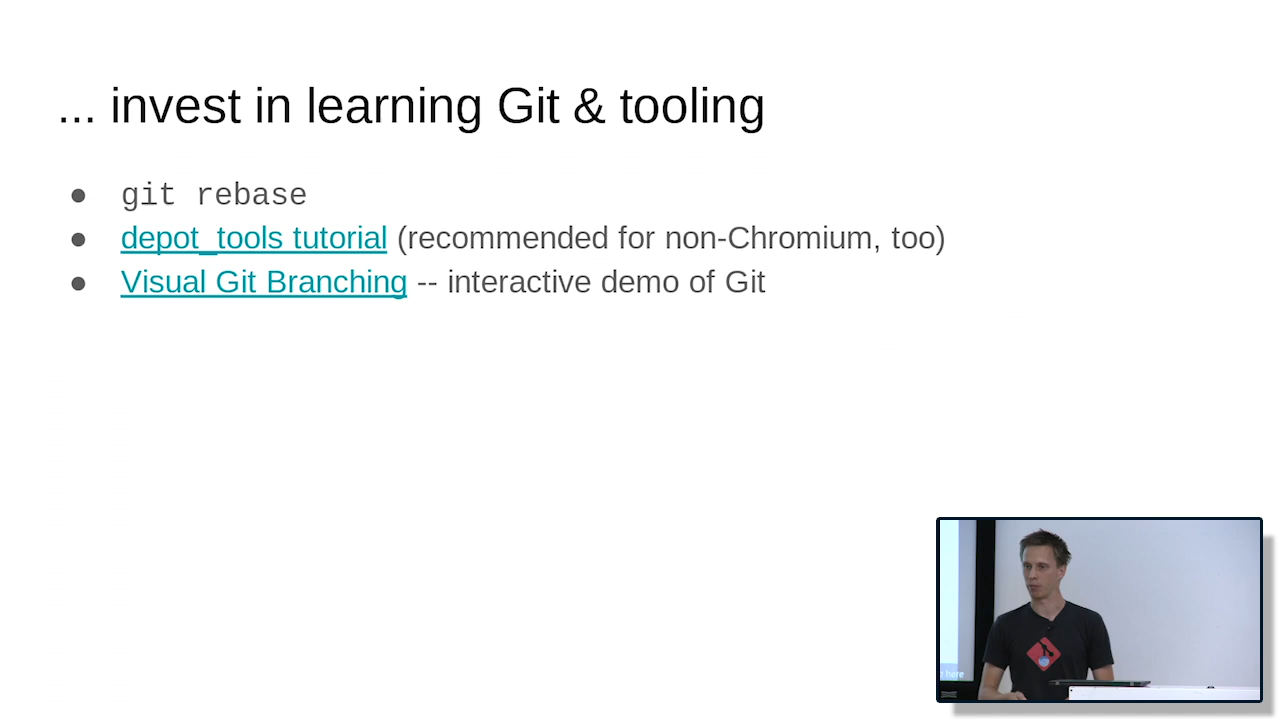 ... invest in learning Git & tooling
● git rebase
● depot_tools tutorial (recommended for non-Chromium, too)
● Visual Git Branching -- interactive demo of Git
here